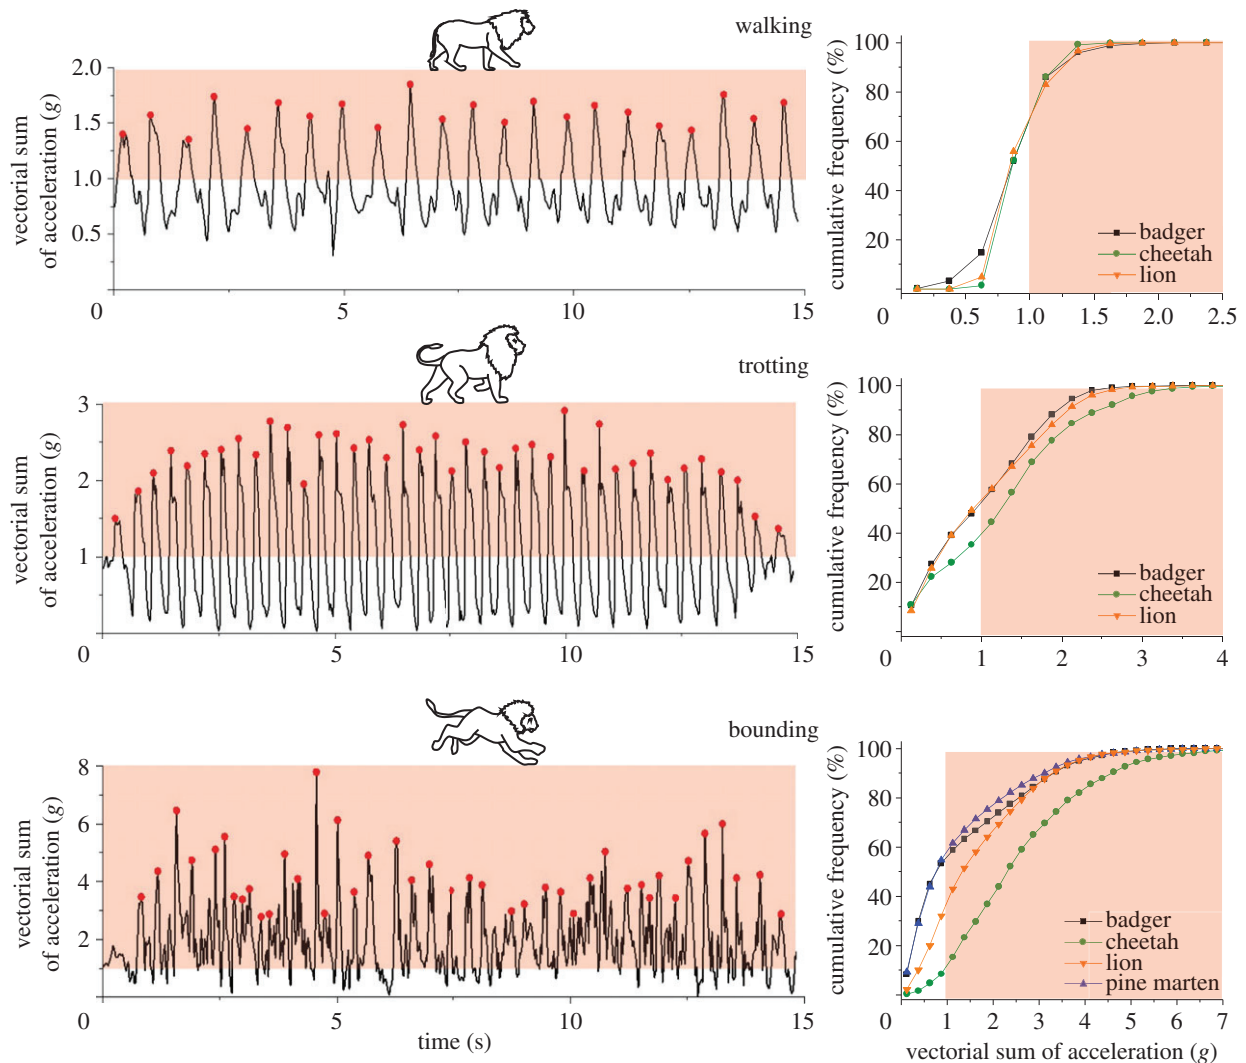 walking
vectorial sum
of acceleration (g)
2.0
1.5
1.0
0.5
0
5
10
15
cumulative frequency (%)
100
80
60
40
20
0
0.5
1.0
1.5
2.0
2.5
badger
cheetah
lion
trotting
vectorial sum
of acceleration (g)
3
2
1
0
5
10
15
cumulative frequency (%)
100
80
60
40
20
0
1
2
3
4
badger
cheetah
lion
bounding
vectorial sum
of acceleration (g)
8
6
4
2
0
5
10
15
time (s)
cumulative frequency (%)
100
80
60
40
20
0
1
2
3
4
5
6
7
badger
cheetah
lion
pine marten
vectorial sum of acceleration (g)